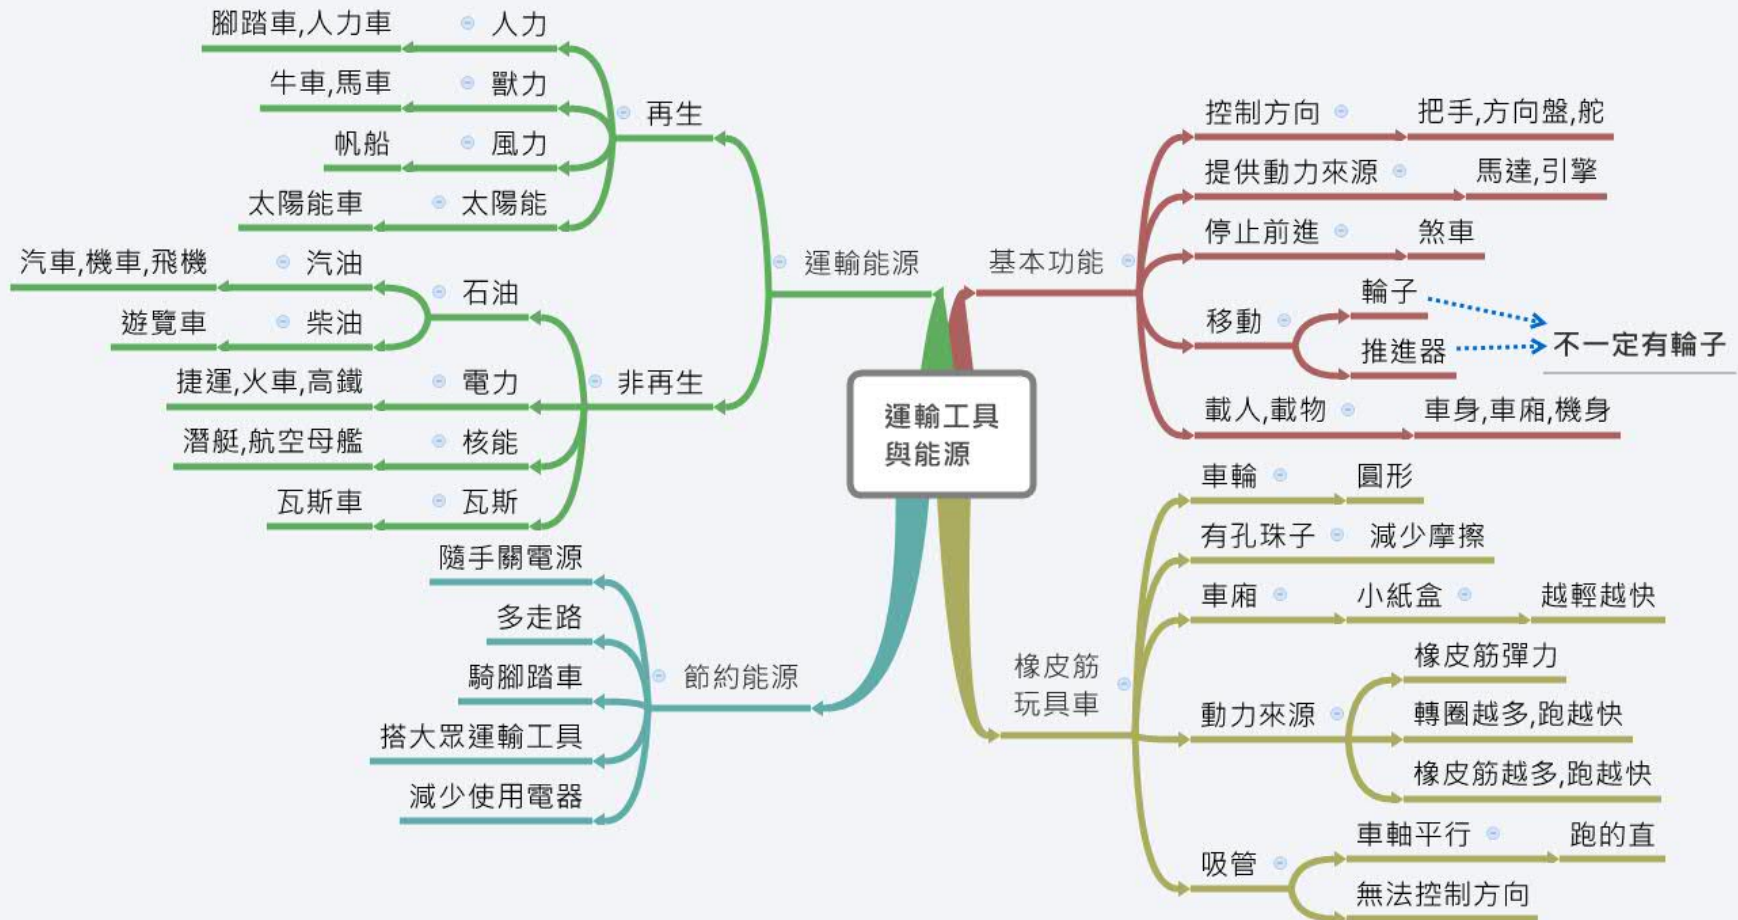 運輸工具
與能源
基本功能
控制方向
把手,方向盤,舵
提供動力來源
馬達,引擎
停止前進
煞車
移動
輪子
推進器
不一定有輪子
載人,載物
車身,車廂,機身
橡皮筋
玩具車
車輪
圓形
有孔珠子
減少摩擦
車廂
小紙盒
越輕越快
動力來源
橡皮筋彈力
轉圈越多,跑越快
橡皮筋越多,跑越快
吸管
車軸平行
跑的直
無法控制方向
運輸能源
再生
人力
腳踏車,人力車
獸力
牛車,馬車
風力
帆船
太陽能
太陽能車
非再生
石油
汽油
汽車,機車,飛機
柴油
遊覽車
電力
捷運,火車,高鐵
核能
潛艇,航空母艦
瓦斯
瓦斯車
節約能源
隨手關電源
多走路
騎腳踏車
搭大眾運輸工具
減少使用電器